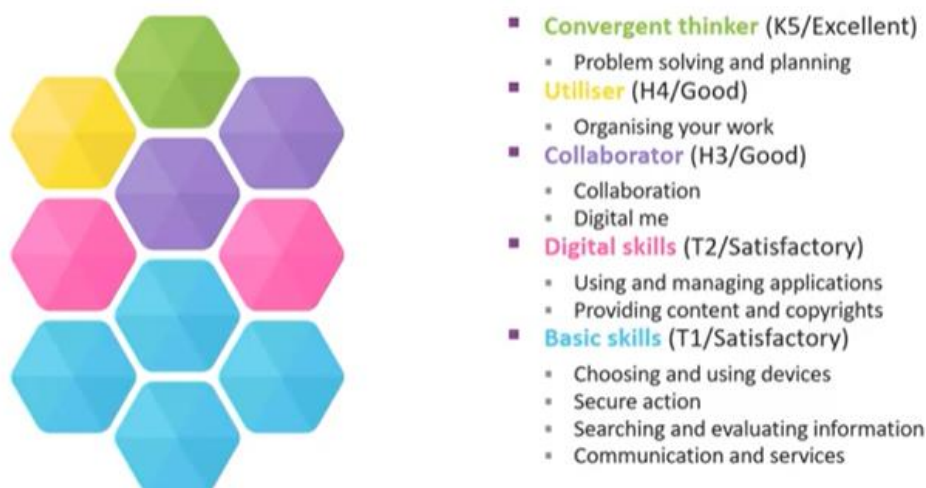 Convergent thinker (K5/Excellent)
Problem solving and planning
Utiliser (H4/Good)
Organising your work
Collaborator (H3/Good)
Collaboration
Digital me
Digital skills (T2/Satisfactory)
Using and managing applications
Providing content and copyrights
Basic skills (T1/Satisfactory)
Choosing and using devices
Secure action
Searching and evaluating information
Communication and services